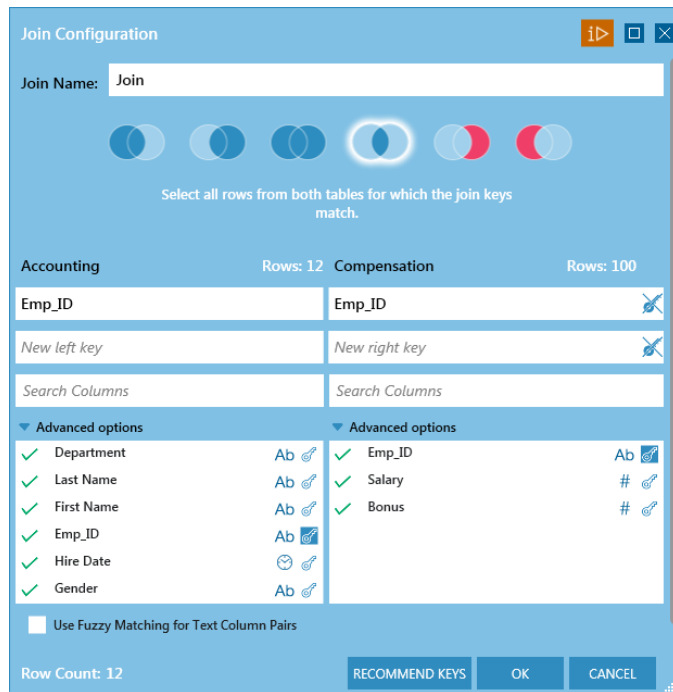 Join Configuration
Join Name: Join
Select all rows from both tables for which the join keys
match.
Accounting Rows: 12 Compensation Rows: 100
Emp_ID Emp_ID
New left key New right key
Search Columns Search Columns
Advanced options Advanced options
Department Ab Emp_ID Ab
Last Name Ab Salary #
First Name Ab Bonus #
Emp_ID Ab
Hire Date
Gender Ab
Use Fuzzy Matching for Text Column Pairs
Row Count: 12 RECOMMEND KEYS OK CANCEL